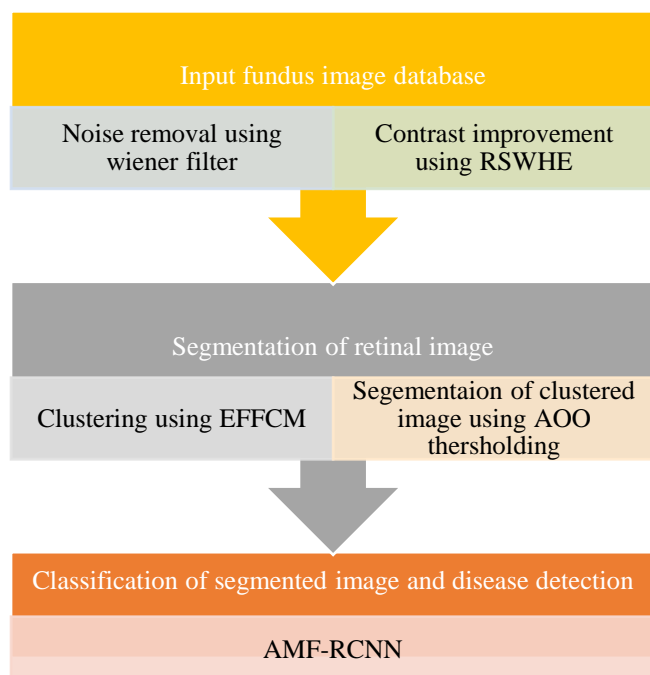 Input fundus image database
Noise removal using
wiener filter
Contrast improvement
using RSWHE
Segmentation of retinal image
Clustering using EFFCM
Segementaion of clustered
image using AOO
thersholding
Classification of segmented image and disease detection
AMF-RCNN